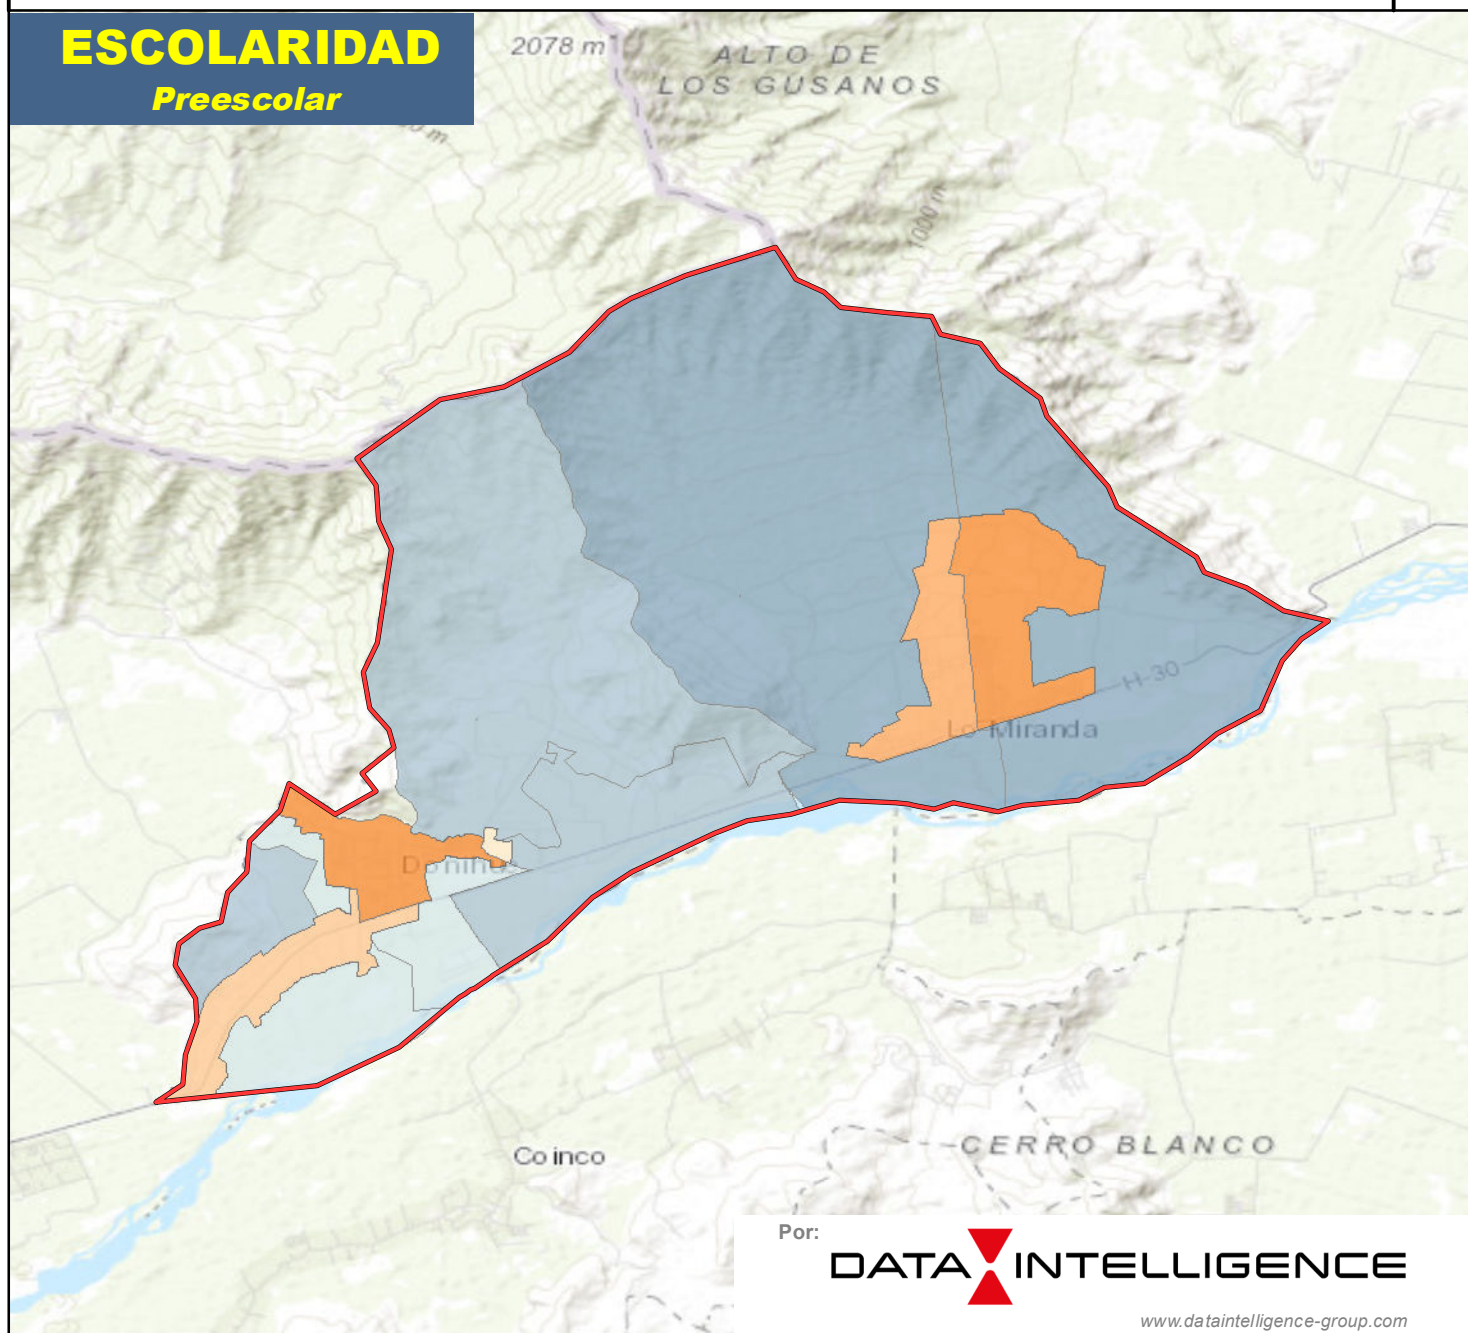 ESCOLARIDAD
Preescolar
2078 m
ALTO DE
LOS GUSANOS
1000 m
H-30
Lo Miranda
Doñihue
Coinco
CERRO BLANCO
Por:
DATA INTELLIGENCE
www.dataintelligence-group.com